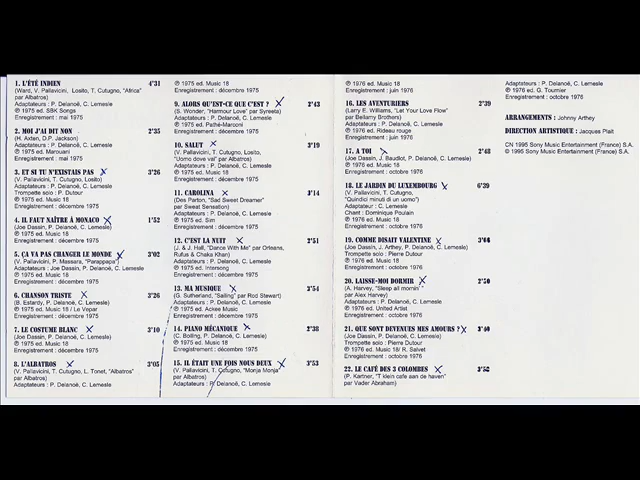 1. L'ÉTÉ INDIEN 4'31
(Ward, V. Pallavicini, Losito, T. Cutugno, "Africa"
par Albatros)
Adaptateurs : P. Delanoë, C. Lemesle
℗ 1975 ed. SBK Songs
Enregistrement : mai 1975
2. MOI J'AI DIT NON 2'35
(H. Axten, D.P. Jackson)
Adaptateurs : P. Delanoë, C. Lemesle
℗ 1975 ed. Marouani
Enregistrement : mai 1975
3. ET SI TU N'EXISTAIS PAS 3'26
(V. Pallavicini, T. Cutugno, Losito)
Adaptateurs : P. Delanoë, C. Lemesle
Trompette solo : P. Dutour
℗ 1975 ed. Music 18
Enregistrement : décembre 1975
4. IL FAUT NAÎTRE À MONACO 1'52
(Joe Dassin, P. Delanoë, C. Lemesle)
Enregistrement : décembre 1975
℗ 1975 ed. Music 18
5. ÇA VA PAS CHANGER LE MONDE 3'02
(V. Pallavicini, P. Massara, "Parappapa")
Adaptateurs : Joe Dassin, P. Delanoë, C. Lemesle
℗ 1975 ed. Music 18
Enregistrement : décembre 1975
6. CHANSON TRISTE 3'26
(B. Estardy, P. Delanoë, C. Lemesle)
℗ 1975 ed. Music 18 / Le Vepar
Enregistrement : décembre 1975
7. LE COSTUME BLANC 3'10
(Joe Dassin, P. Delanoë, C. Lemesle)
℗ 1975 ed. Music 18
Enregistrement : décembre 1975
8. L'ALBATROS 3'05
(V. Pallavicini, T. Cutugno, L. Tonet, "Albatros"
par Albatros)
Adaptateurs : P. Delanoë, C. Lemesle
℗ 1975 ed. Music 18
Enregistrement : décembre 1975
9. ALORS QU'EST-CE QUE C'EST ? 2'43
(S. Wonder, "Harmour Love" par Syreeta)
Adaptateurs : P. Delanoë, C. Lemesle
℗ 1975 ed. Pathé-Marconi
Enregistrement : décembre 1975
10. SALUT 3'19
(V. Pallavicini, T. Cutugno, Losito,
"Uomo dove vai" par Albatros)
Adaptateurs : P. Delanoë, C. Lemesle
℗ 1975 ed. Music 18
Enregistrement : décembre 1975
11. CAROLINA 3'14
(Des Parton, "Sad Sweet Dreamer"
par Sweet Sensation)
Adaptateurs : P. Delanoë, C. Lemesle
℗ 1975 ed. Sim
Enregistrement : décembre 1975
12. C'EST LA NUIT 2'51
(J. & J. Hall, "Dance With Me" par Orleans,
Rufus & Chaka Khan)
Adaptateurs : P. Delanoë, C. Lemesle
℗ 1975 ed. Intersong
Enregistrement : décembre 1975
13. MA MUSIQUE 3'54
(G. Sutherland, "Sailing" par Rod Stewart)
Adaptateurs : P. Delanoë, C. Lemesle
℗ 1975 ed. Ackee Music
Enregistrement : décembre 1975
14. PIANO MÉCANIQUE 2'38
(C. Bolling, P. Delanoë, C. Lemesle)
℗ 1975 ed. Music 18
Enregistrement : décembre 1975
15. IL ÉTAIT UNE FOIS NOUS DEUX 3'53
(V. Pallavicini, T. Cutugno, "Monja Monja"
par Albatros)
Adaptateurs : P. Delanoë, C. Lemesle
℗ 1976 ed. Music 18
Enregistrement : juin 1976
16. LES AVENTURIERS 2'39
(Larry E. Williams, "Let Your Love Flow"
par Bellamy Brothers)
Adaptateurs : P. Delanoë, C. Lemesle
℗ 1976 ed. Rideau rouge
Enregistrement : juin 1976
17. A TOI 2'48
(Joe Dassin, J. Baudlot, P. Delanoë, C. Lemesle)
℗ 1976 ed. Music 18
Enregistrement : octobre 1976
18. LE JARDIN DU LUXEMBOURG 6'39
(V. Pallavicini, T. Cutugno,
"Quindici minuti di un uomo")
Adaptateur : C. Lemesle
Chant : Dominique Poulain
℗ 1976 ed. Music 18
Enregistrement : octobre 1976
19. COMME DISAIT VALENTINE
(Joe Dassin, J. Arthey, P. Delanoë, C. Lemesle)
Trompette solo : Pierre Dutour
℗ 1976 ed. Music 18
Enregistrement : octobre 1976
20. LAISSE-MOI DORMIR 2'50
(A. Harvey, "Sleep all mornin'"
par Alex Harvey)
Adaptateurs : P. Delanoë, C. Lemesle
℗ 1976 ed. United Artist
Enregistrement : octobre 1976
21. QUE SONT DEVENUES MES AMOURS ?
(Joe Dassin, P. Delanoë, C. Lemesle)
Trompette solo : Pierre Dutour
℗ 1976 ed. Music 18/ R. Salvet
Enregistrement : octobre 1976
22. LE CAFÉ DES 3 COLOMBES 3'52
(P. Kartner, "T klein cafe aan de haven"
par Vader Abraham)
Adaptateurs : P. Delanoë, C. Lemesle
℗ 1976 ed. G. Tournier
Enregistrement : octobre 1976
ARRANGEMENTS : Johnny Arthey
DIRECTION ARTISTIQUE : Jacques Plait
CN 1995 Sony Music Entertainment (France) S.A.
© 1995 Sony Music Entertainment (France) S.A.